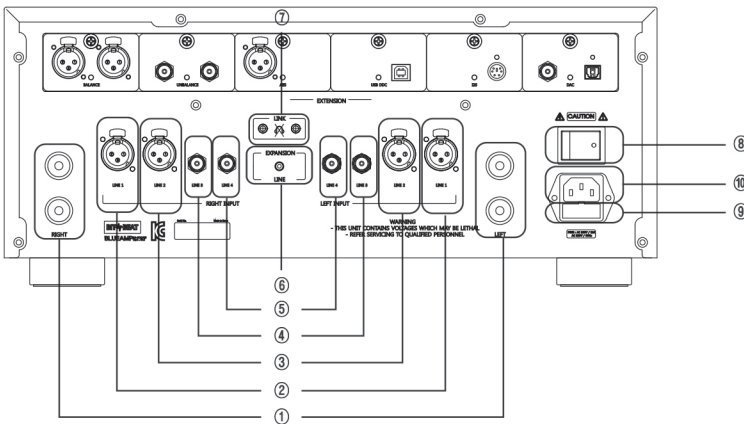 ⑦
BALANCE UNBALANCE USB DDC DAC
EXTENSION
LINK
EXPANSION
LINE
⚠ CAUTION ⚠
LINE 1 LINE 2 LINE 3 LINE 4
LINE 4 LINE 3 LINE 2 LINE 1
RIGHT INPUT LEFT INPUT
RIGHT
LEFT
WARNING
- THIS UNIT CONTAINS VOLTAGES WHICH MAY BE LETHAL
- REFER SERVICING TO QUALIFIED PERSONNEL
⑧
⑩
⑨
⑥
⑤
④
③
②
①